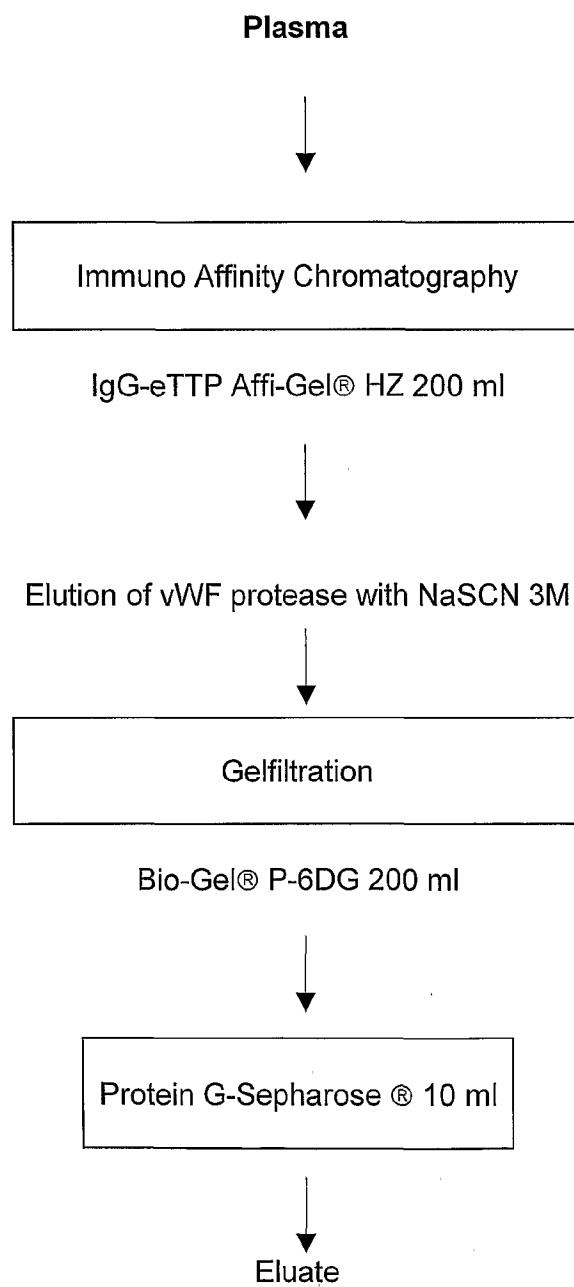 Plasma
Immuno Affinity Chromatography
IgG-eTTP Affi-Gel® HZ 200 ml
Elution of vWF protease with NaSCN 3M
Gelfiltration
Bio-Gel® P-6DG 200 ml
Protein G-Sepharose ® 10 ml
Eluate